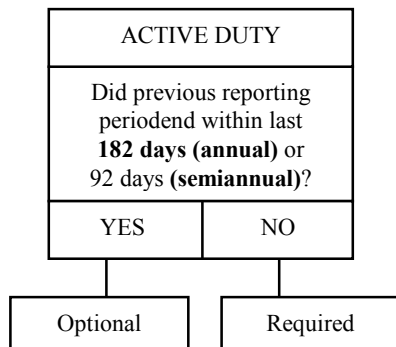 ACTIVE DUTY
Did previous reporting
periodend within last
182 days (annual) or
92 days (semiannual)?
YES
NO
Optional
Required